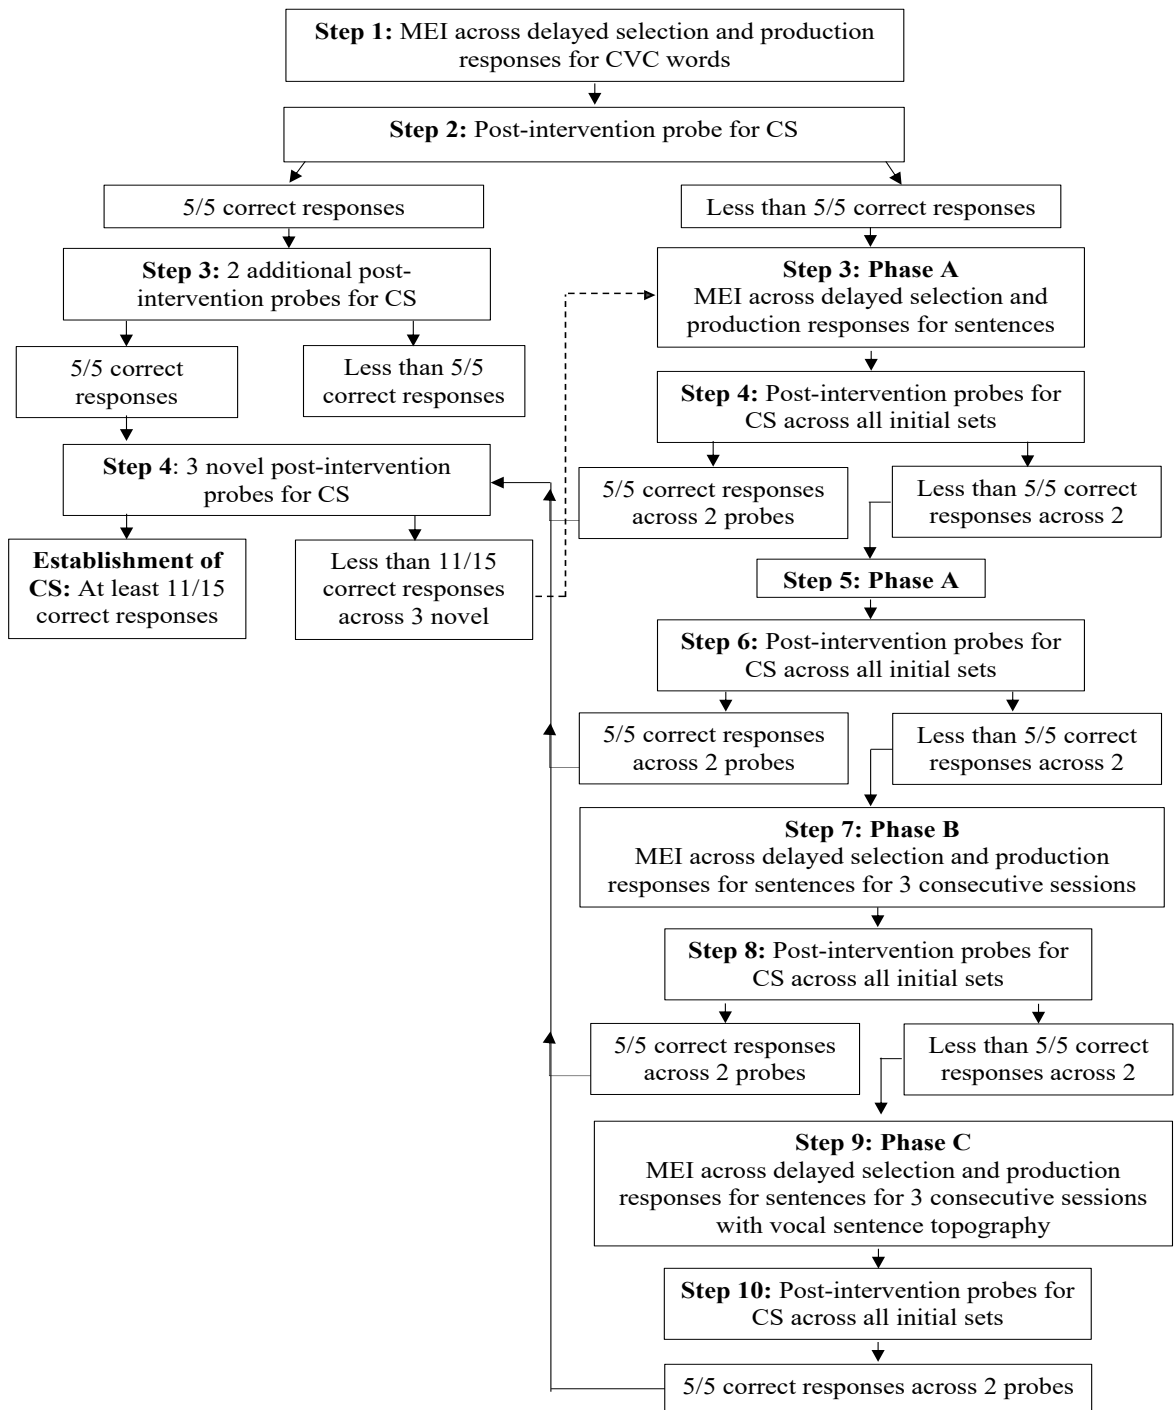 Step 1: MEI across delayed selection and production
responses for CVC words
Step 2: Post-intervention probe for CS
5/5 correct responses
Less than 5/5 correct responses
Step 3: 2 additional post-
intervention probes for CS
5/5 correct
responses
Less than 5/5
correct responses
Step 4: 3 novel post-intervention
probes for CS
Establishment of
CS: At least 11/15
correct responses
Less than 11/15
correct responses
across 3 novel
Step 3: Phase A
MEI across delayed selection and
production responses for sentences
Step 4: Post-intervention probes for
CS across all initial sets
5/5 correct responses
across 2 probes
Less than 5/5 correct
responses across 2
Step 5: Phase A
Step 6: Post-intervention probes for
CS across all initial sets
5/5 correct responses
across 2 probes
Less than 5/5 correct
responses across 2
Step 7: Phase B
MEI across delayed selection and production
responses for sentences for 3 consecutive sessions
Step 8: Post-intervention probes for
CS across all initial sets
5/5 correct responses
across 2 probes
Less than 5/5 correct
responses across 2
Step 9: Phase C
MEI across delayed selection and production
responses for sentences for 3 consecutive sessions
with vocal sentence topography
Step 10: Post-intervention probes for
CS across all initial sets
5/5 correct responses across 2 probes